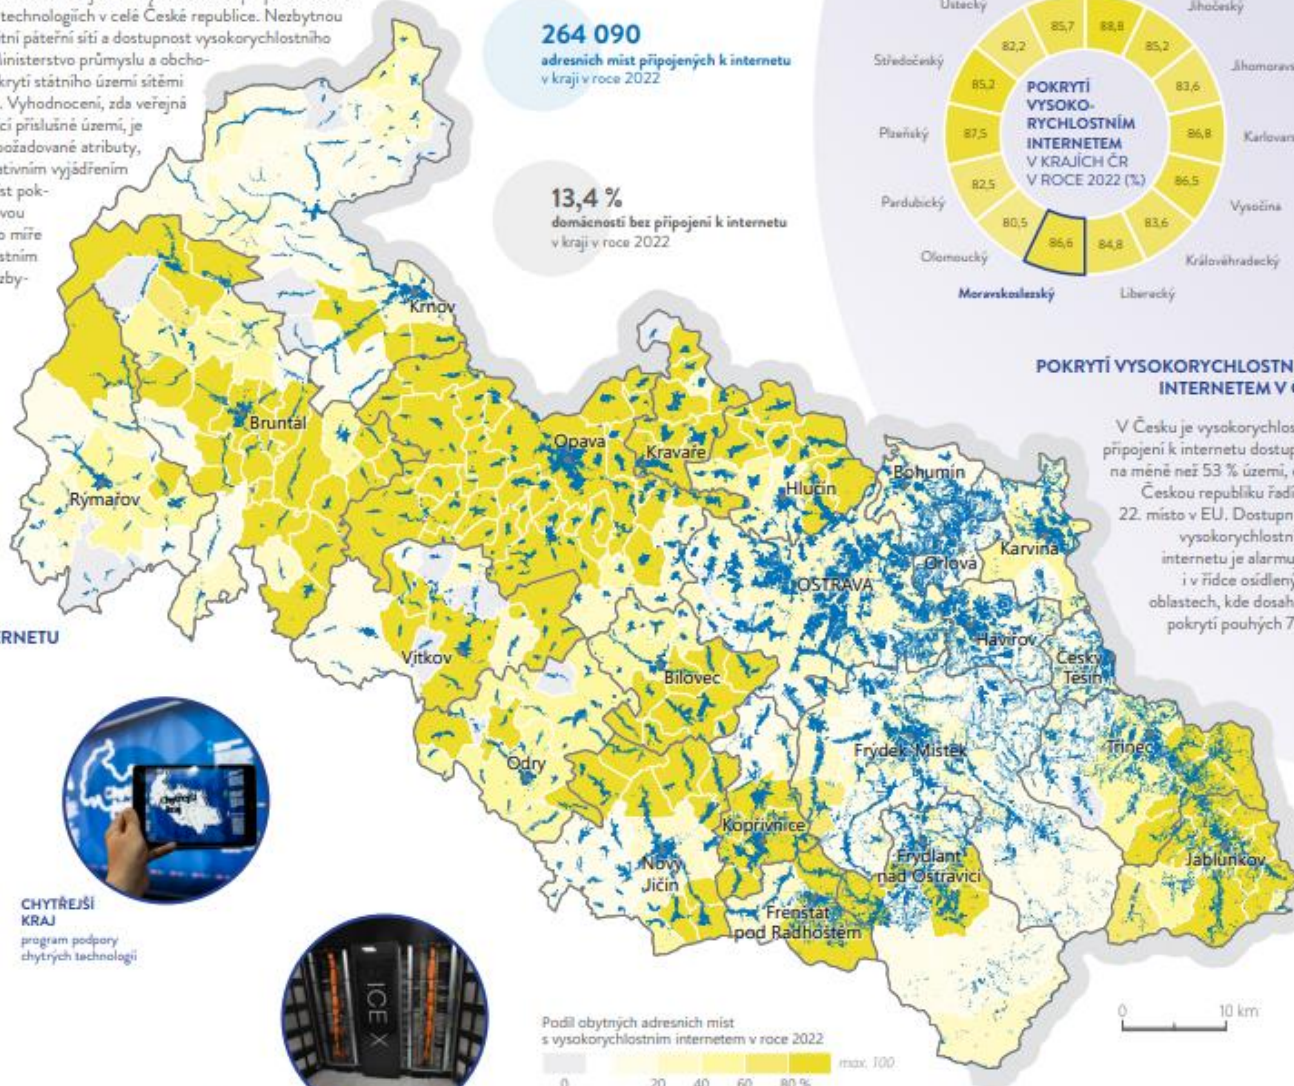 technologiích v celé České republice. Nezbytnou
tní páteřní sítí a dostupnost vysokorychlostního
inisterstvo průmyslu a obcho-
krytí státního území sítěmi
. Vyhodnocení, zda veřejná
cí příslušné území, je
požadované atributy,
ativním vyjádřením
st pok-
vou
o míře
stním
zby-
264 090
adresních míst připojených k internetu
v kraji v roce 2022
13,4 %
domácností bez připojení k internetu
v kraji v roce 2022
Ústecký
Jihočeský
Středočeský
Jihomoravs
Plzeňský
Karlovar
Pardubický
Vysočina
Olomoucký
Královéhradecký
Moravskoslezský
Liberecký
85,7
88,8
82,2
85,2
85,2
83,6
87,5
86,8
82,5
86,5
80,5
83,6
86,6
84,8
POKRYTÍ
VYSOKO-
RYCHLOSTNÍM
INTERNETEM
V KRAJÍCH ČR
V ROCE 2022 (%)
POKRYTÍ VYSOKORYCHLOSTN
INTERNETEM V
V Česku je vysokorychlos
připojení k internetu dostup
na méně než 53 % území,
Českou republiku řadí
22. místo v EU. Dostupn
vysokorychlostn
internetu je alarmu
i v řídce osídlený
oblastech, kde dosah
pokrytí pouhých 7
Krnov
Bruntál
Rýmařov
Opava
Kravaře
Hlučín
Bohumín
Karviná
Orlová
OSTRAVA
Havířov
Český
Těšín
Vítkov
Bílovec
Odry
Frýdek-Místek
Třinec
Kopřivnice
Nový
Jičín
Frýdlant
nad Ostravicí
Jablunkov
Frenštát
pod Radhoštěm
RNETU
CHYTŘEJŠÍ
KRAJ
program podpory
chytrých technologií
ICE X
Podíl obytných adresních míst
s vysokorychlostním internetem v roce 2022
0 20 40 60 80 % max. 100
0 10 km